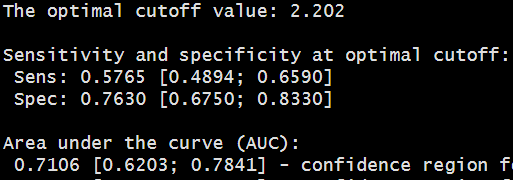 The optimal cutoff value: 2.202
Sensitivity and specificity at optimal cutoff:
Sens: 0.5765 [0.4894; 0.6590]
Spec: 0.7630 [0.6750; 0.8330]
Area under the curve (AUC):
0.7106 [0.6203; 0.7841] - confidence region